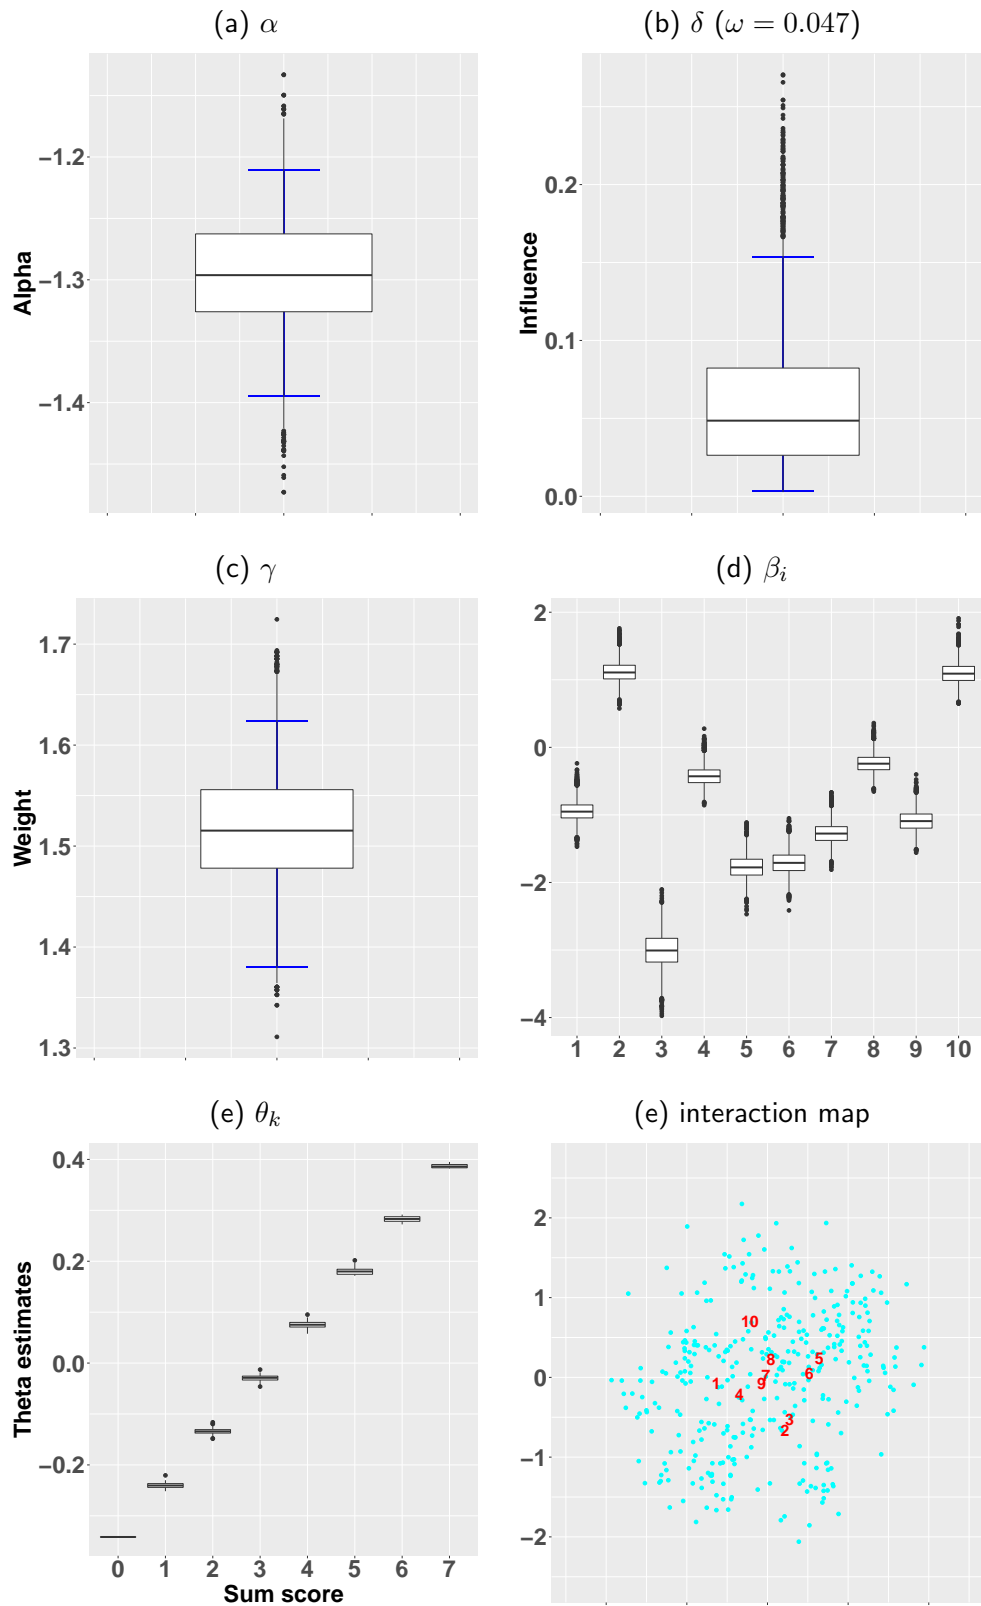 (a) α
−1.2
−1.3
−1.4
Alpha
(b) δ (ω = 0.047)
0.2
0.1
0.0
Influence
(c) γ
1.7
1.6
1.5
1.4
1.3
Weight
(d) βi
2
0
−2
−4
1 2 3 4 5 6 7 8 9 10
(e) θk
0.4
0.2
0.0
−0.2
Theta estimates
0 1 2 3 4 5 6 7
Sum score
(e) interaction map
2
1
0
−1
−2
10
8
5
7
6
1
9
4
3
2